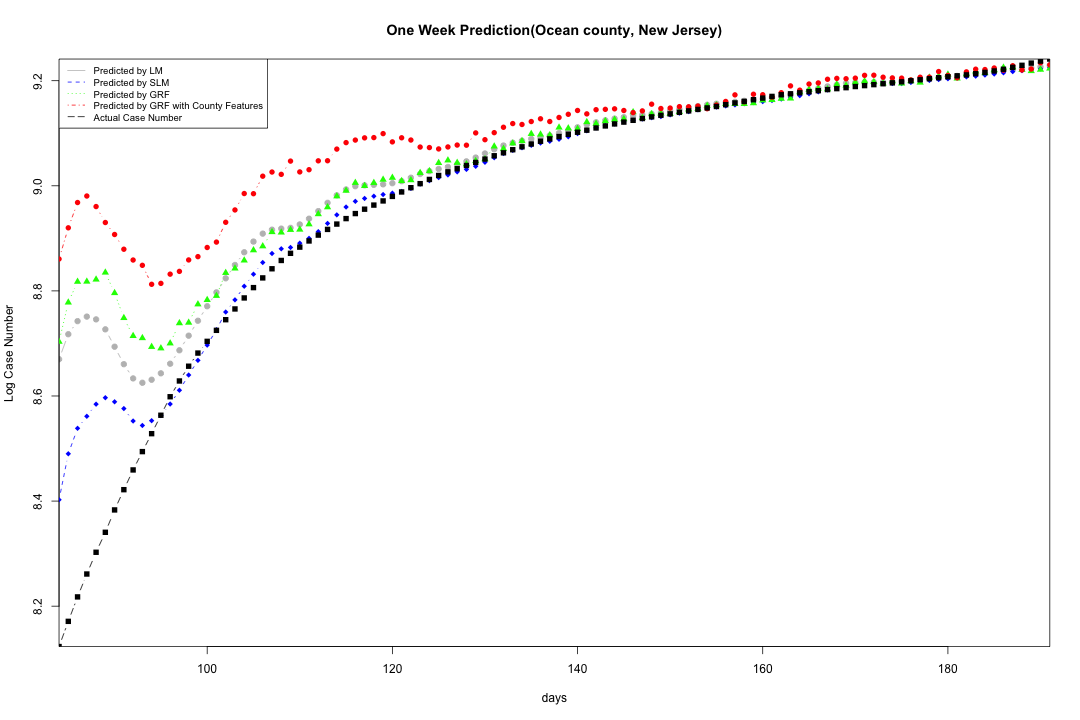 One Week Prediction(Ocean county, New Jersey)
Predicted by LM
Predicted by SLM
Predicted by GRF
Predicted by GRF with County Features
Actual Case Number
9.2
9.0
8.8
8.6
8.4
8.2
Log Case Number
100 120 140 160 180
days